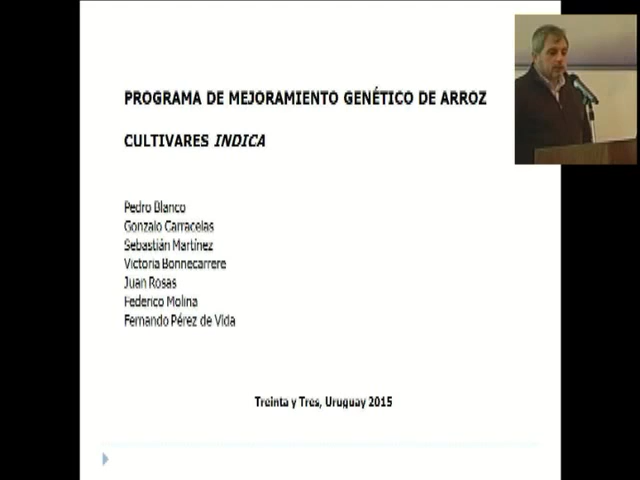 PROGRAMA DE MEJORAMIENTO GENÉTICO DE ARROZ
CULTIVARES INDICA
Pedro Blanco
Gonzalo Carracelas
Sebastián Martínez
Victoria Bonnecarrere
Juan Rosas
Federico Molina
Fernando Pérez de Vida
Treinta y Tres, Uruguay 2015